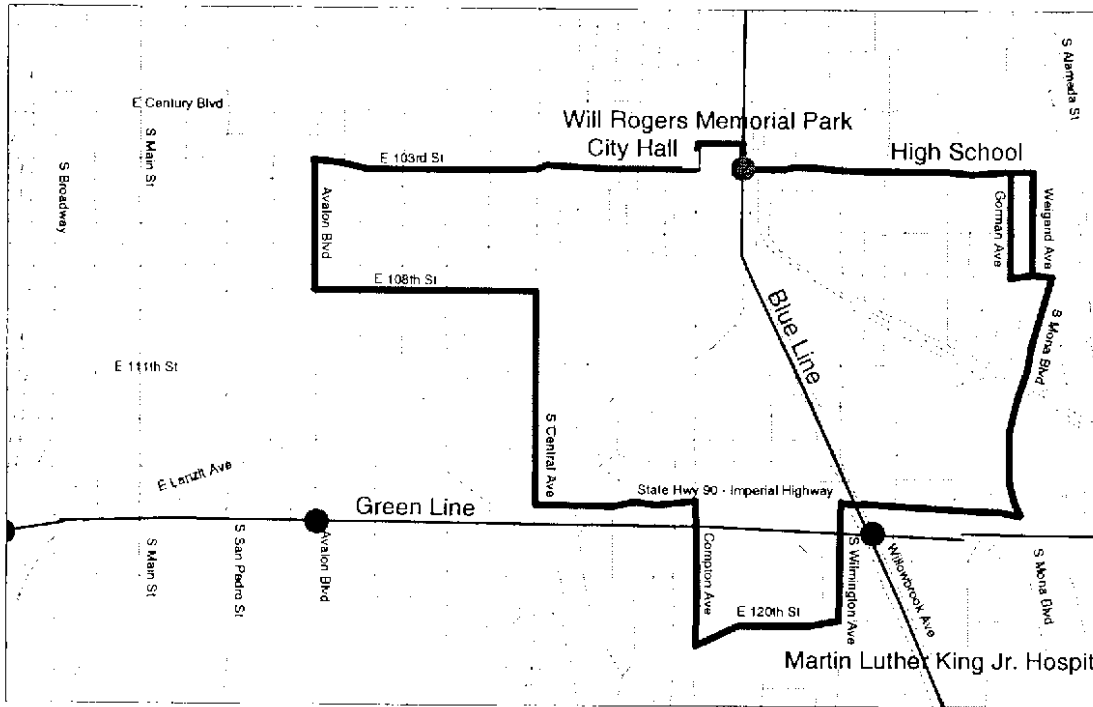 S Alameda St
E Century Blvd
S Main St
S Broadway
Will Rogers Memorial Park
City Hall
High School
E 103rd St
Avalon Blvd
Gorman Ave
Weigand Ave
E 108th St
Blue Line
S Mona Blvd
E 111th St
S Central Ave
E Lanzit Ave
State Hwy 90 - Imperial Highway
Green Line
S Main St
S San Pedro St
Avalon Blvd
Compton Ave
S Wilmington Ave
Willowbrook Ave
S Mona Blvd
E 120th St
Martin Luther King Jr. Hospit